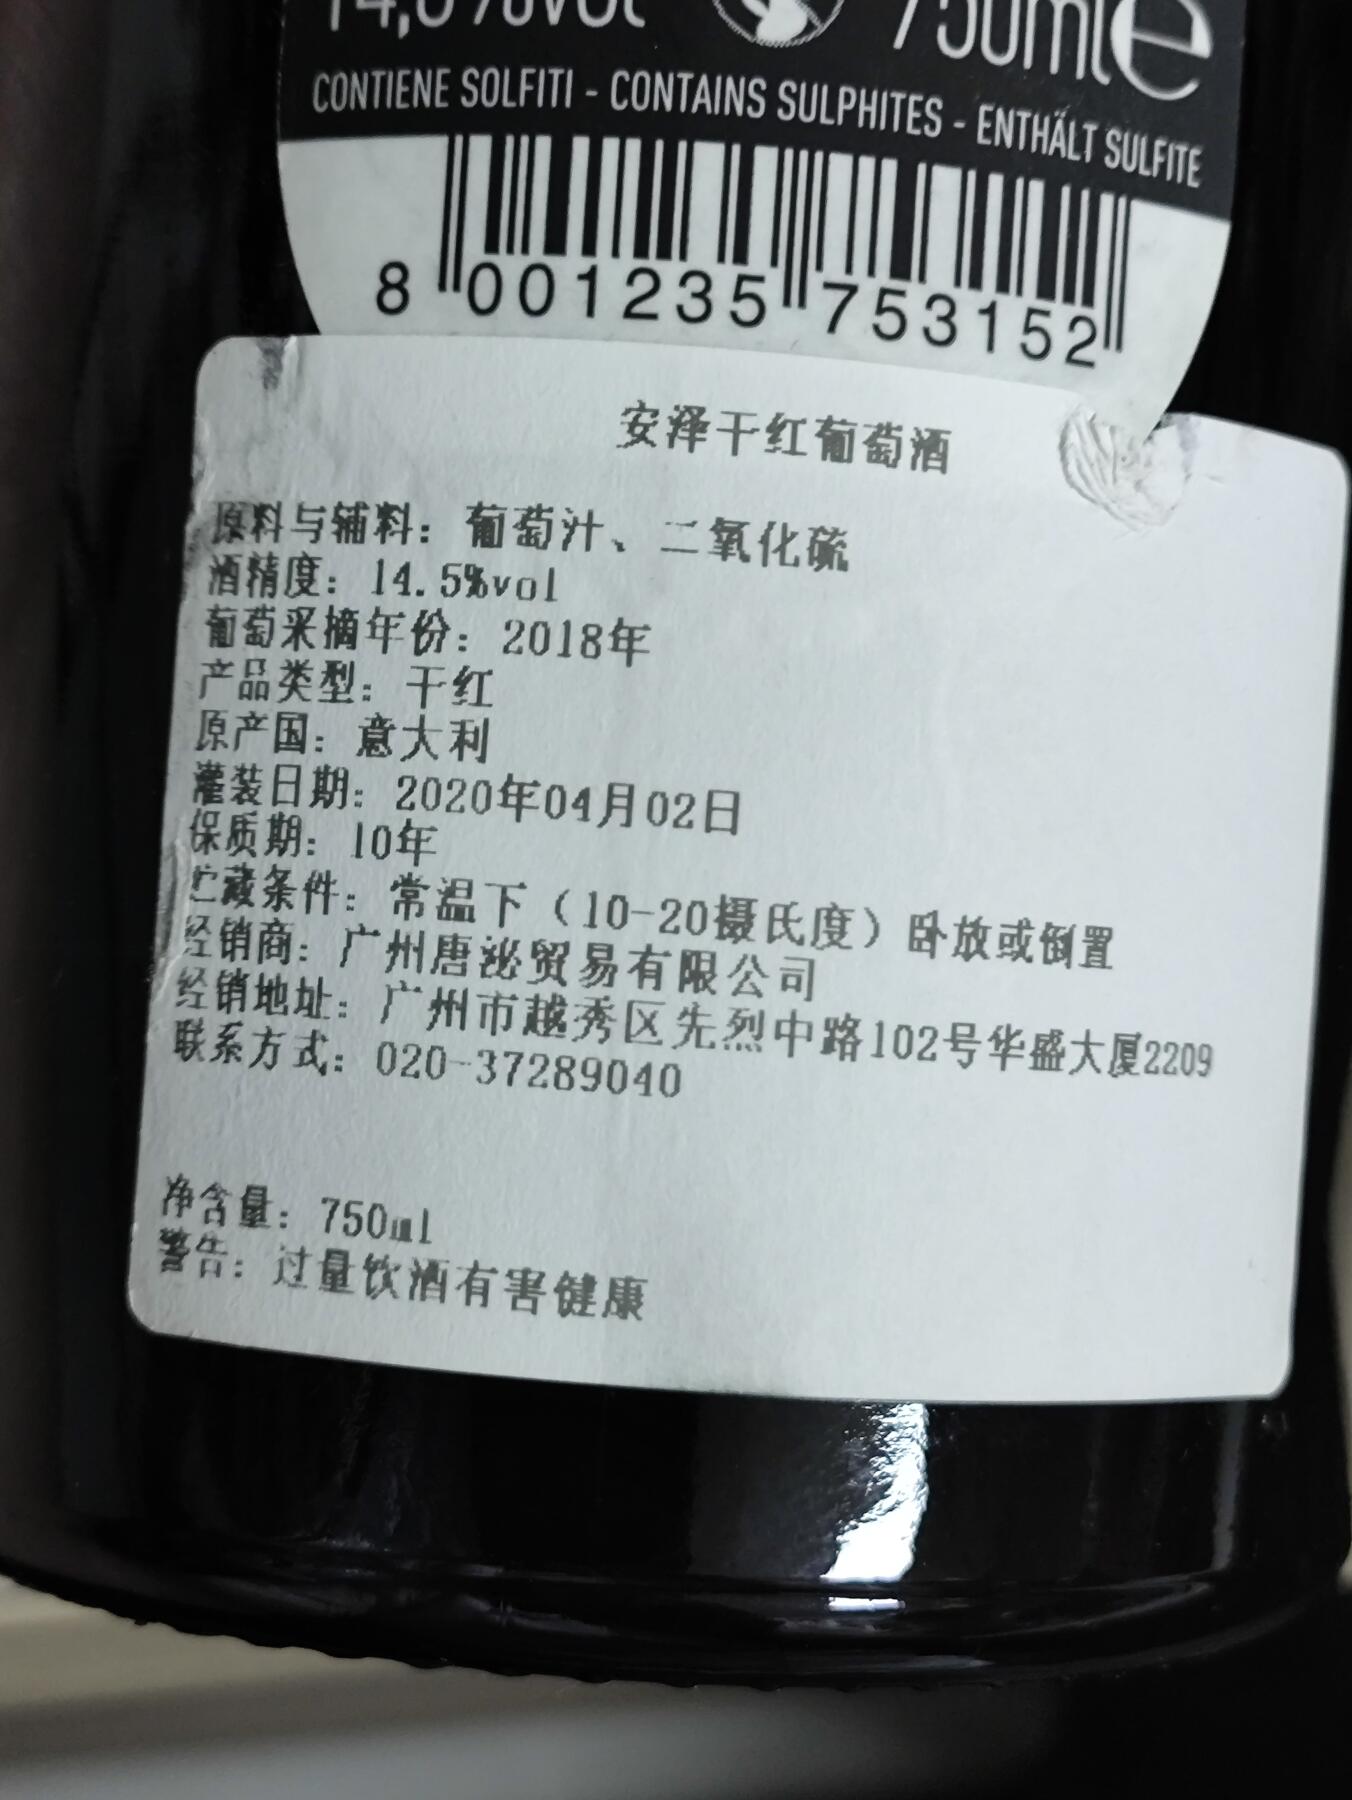 14,5%vol 750ml e
CONTIENE SOLFITI - CONTAINS SULPHITES - ENTHÄLT SULFITE
8 001235 753152
安泽干红葡萄酒
原料与辅料：葡萄汁、二氧化硫
酒精度：14.5%vol
葡萄采摘年份：2018年
产品类型：干红
原产国：意大利
灌装日期：2020年04月02日
保质期：10年
贮藏条件：常温下（10-20摄氏度）卧放或倒置
经销商：广州唐泌贸易有限公司
经销地址：广州市越秀区先烈中路102号华盛大厦2209
联系方式：020-37289040
净含量：750ml
警告：过量饮酒有害健康